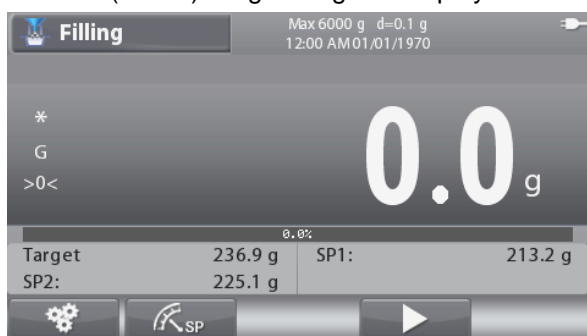 Filling
Max 6000 g d=0.1 g
12:00 AM 01/01/1970
*
G
>0<
0.0 g
0.0%
Target 236.9 g SP1: 213.2 g
SP2: 225.1 g
SP